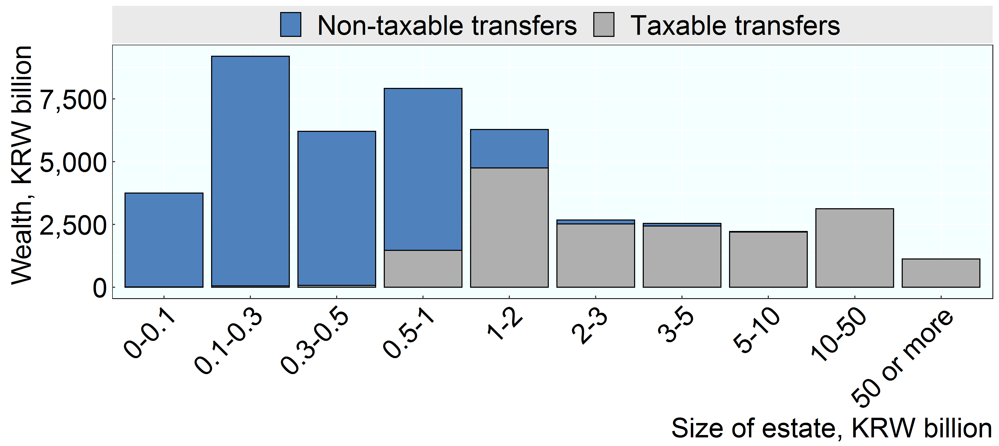 Non-taxable transfers
Taxable transfers
Wealth, KRW billion
7,500
5,000
2,500
0
0-0.1
0.1-0.3
0.3-0.5
0.5-1
1-2
2-3
3-5
5-10
10-50
50 or more
Size of estate, KRW billion